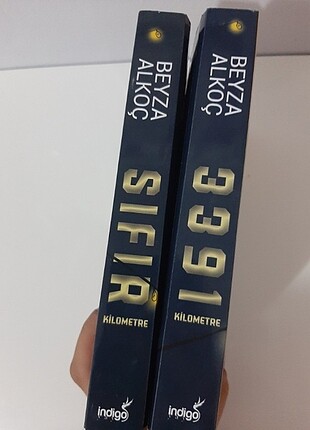 BEYZA
ALKOÇ
SIFIR
KİLOMETRE
indigo
BEYZA
ALKOÇ
3391
KİLOMETRE
indigo